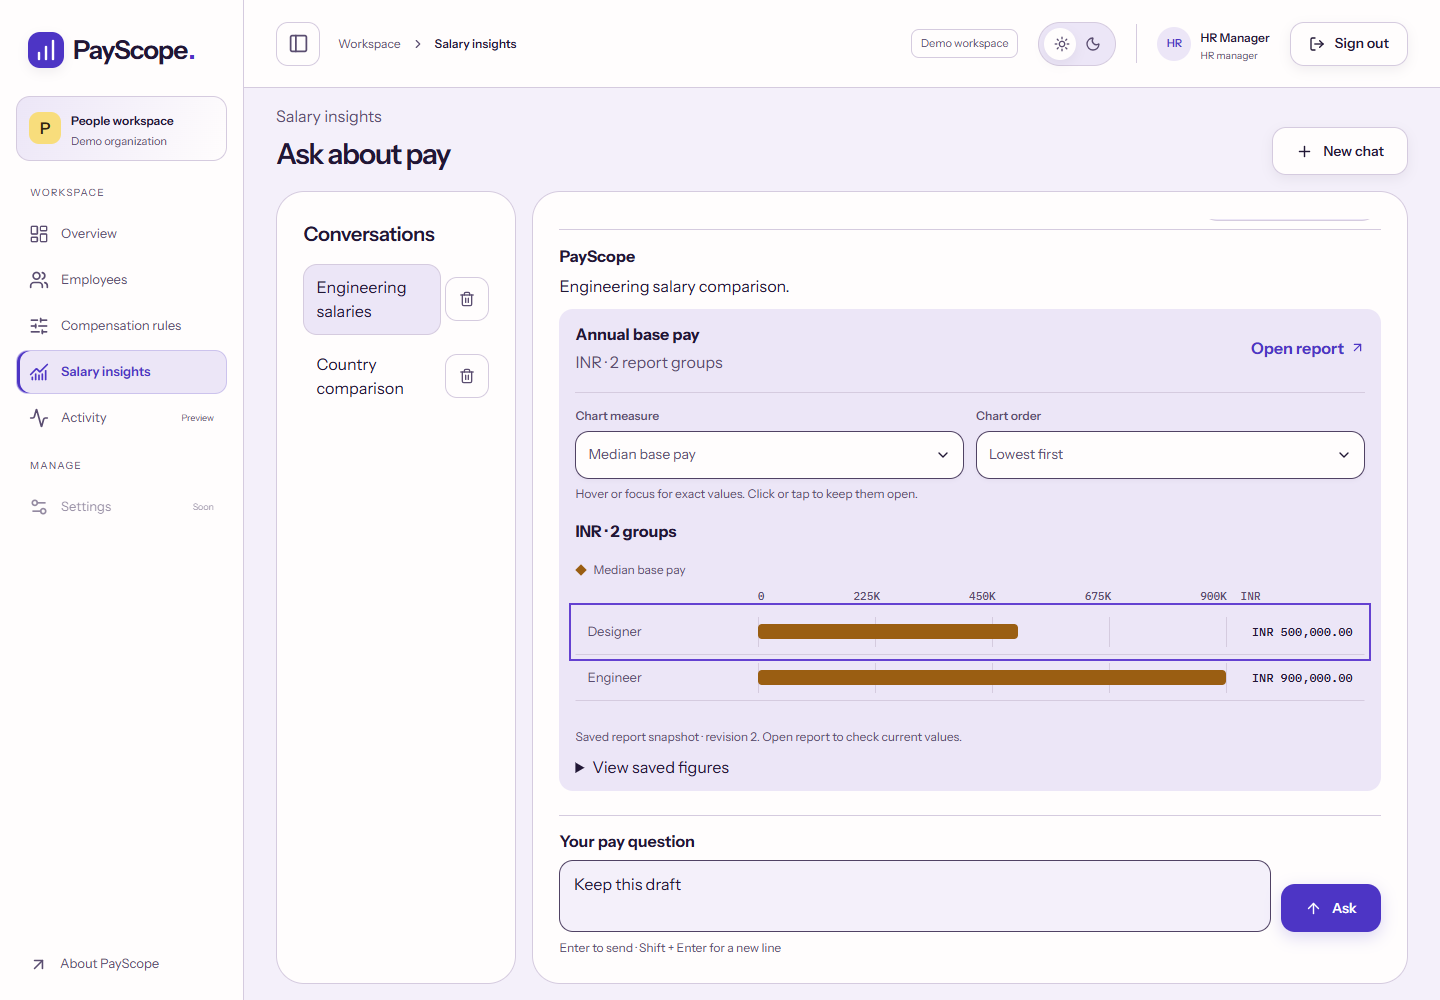 PayScope.
People workspace
Demo organization
WORKSPACE
Overview
Employees
Compensation rules
Salary insights
Activity
Preview
MANAGE
Settings
Soon
About PayScope
Workspace
Salary insights
Demo workspace
HR
HR Manager
HR manager
Sign out
Salary insights
Ask about pay
New chat
Conversations
Engineering
salaries
Country
comparison
PayScope
Engineering salary comparison.
Annual base pay
INR · 2 report groups
Open report
Chart measure
Chart order
Median base pay
Lowest first
Hover or focus for exact values. Click or tap to keep them open.
INR · 2 groups
Median base pay
0 225K 450K 675K 900K INR
Designer INR 500,000.00
Engineer INR 900,000.00
Saved report snapshot · revision 2. Open report to check current values.
View saved figures
Your pay question
Keep this draft
Ask
Enter to send · Shift + Enter for a new line
P